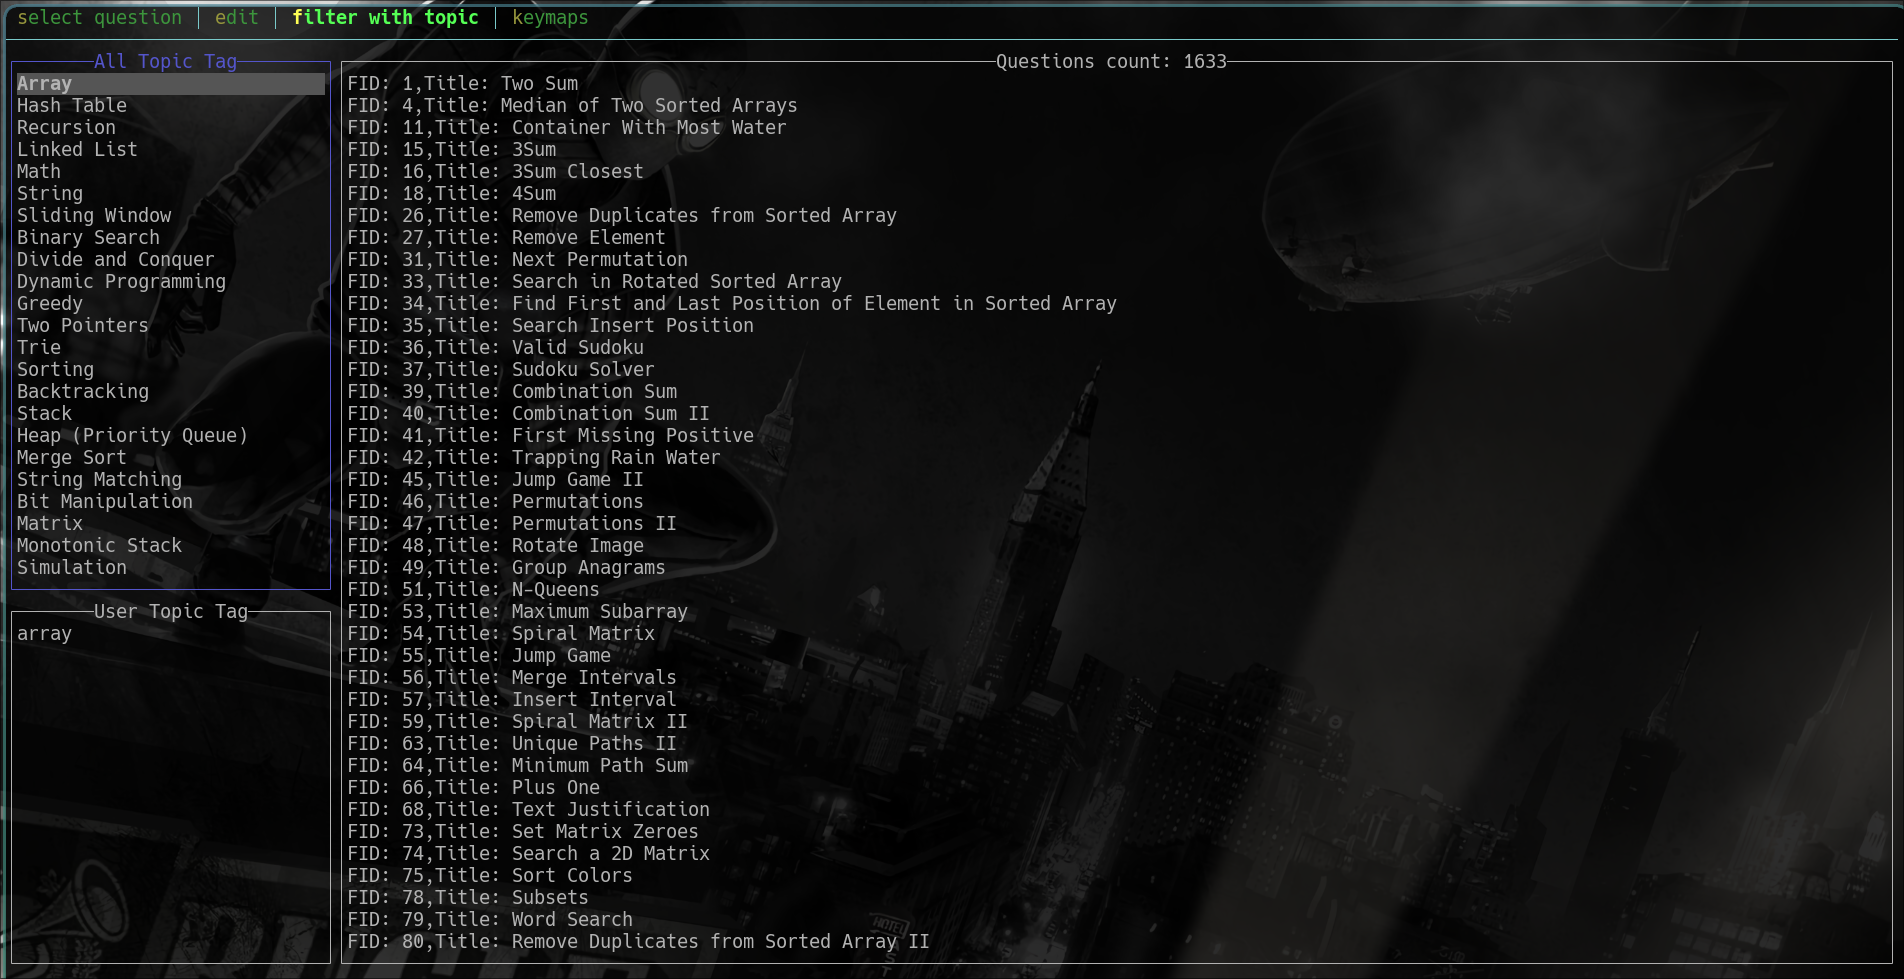 select question │ edit │ filter with topic │ keymaps
All Topic Tag
Array
Hash Table
Recursion
Linked List
Math
String
Sliding Window
Binary Search
Divide and Conquer
Dynamic Programming
Greedy
Two Pointers
Trie
Sorting
Backtracking
Stack
Heap (Priority Queue)
Merge Sort
String Matching
Bit Manipulation
Matrix
Monotonic Stack
Simulation
User Topic Tag
array
Questions count: 1633
FID: 1,Title: Two Sum
FID: 4,Title: Median of Two Sorted Arrays
FID: 11,Title: Container With Most Water
FID: 15,Title: 3Sum
FID: 16,Title: 3Sum Closest
FID: 18,Title: 4Sum
FID: 26,Title: Remove Duplicates from Sorted Array
FID: 27,Title: Remove Element
FID: 31,Title: Next Permutation
FID: 33,Title: Search in Rotated Sorted Array
FID: 34,Title: Find First and Last Position of Element in Sorted Array
FID: 35,Title: Search Insert Position
FID: 36,Title: Valid Sudoku
FID: 37,Title: Sudoku Solver
FID: 39,Title: Combination Sum
FID: 40,Title: Combination Sum II
FID: 41,Title: First Missing Positive
FID: 42,Title: Trapping Rain Water
FID: 45,Title: Jump Game II
FID: 46,Title: Permutations
FID: 47,Title: Permutations II
FID: 48,Title: Rotate Image
FID: 49,Title: Group Anagrams
FID: 51,Title: N-Queens
FID: 53,Title: Maximum Subarray
FID: 54,Title: Spiral Matrix
FID: 55,Title: Jump Game
FID: 56,Title: Merge Intervals
FID: 57,Title: Insert Interval
FID: 59,Title: Spiral Matrix II
FID: 63,Title: Unique Paths II
FID: 64,Title: Minimum Path Sum
FID: 66,Title: Plus One
FID: 68,Title: Text Justification
FID: 73,Title: Set Matrix Zeroes
FID: 74,Title: Search a 2D Matrix
FID: 75,Title: Sort Colors
FID: 78,Title: Subsets
FID: 79,Title: Word Search
FID: 80,Title: Remove Duplicates from Sorted Array II
HOTEL